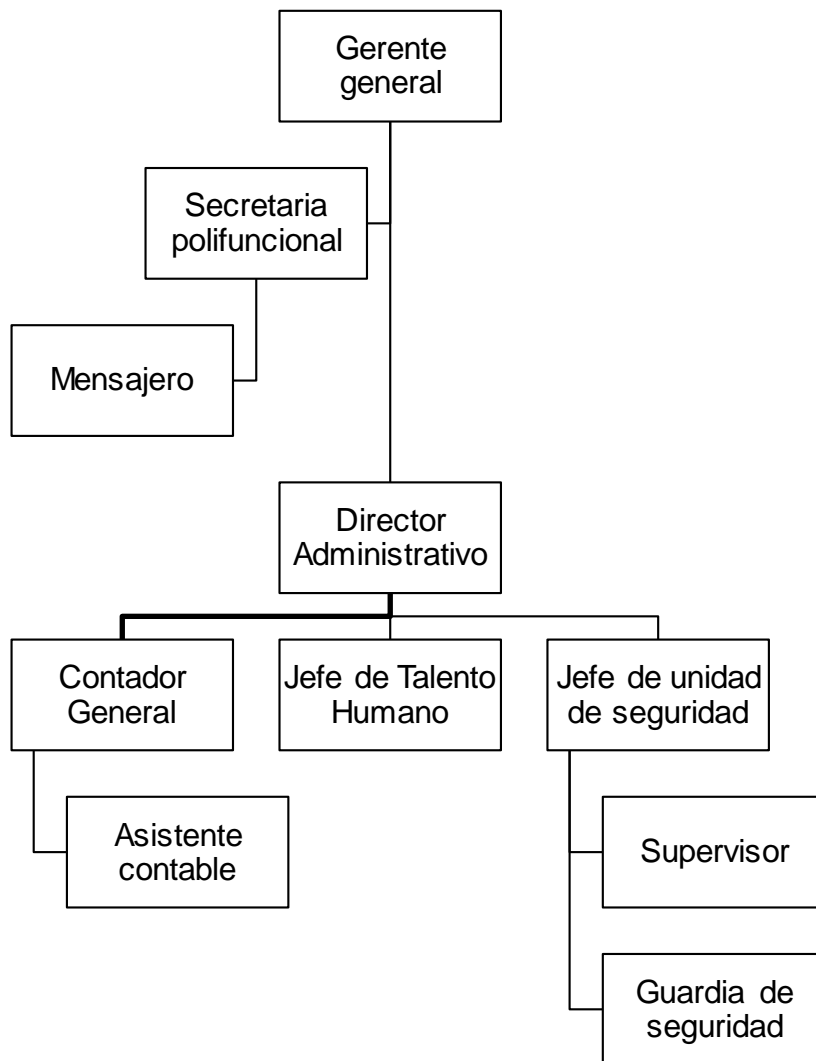 Gerente
general
Secretaria
polifuncional
Mensajero
Director
Administrativo
Contador
General
Jefe de Talento
Humano
Jefe de unidad
de seguridad
Asistente
contable
Supervisor
Guardia de
seguridad